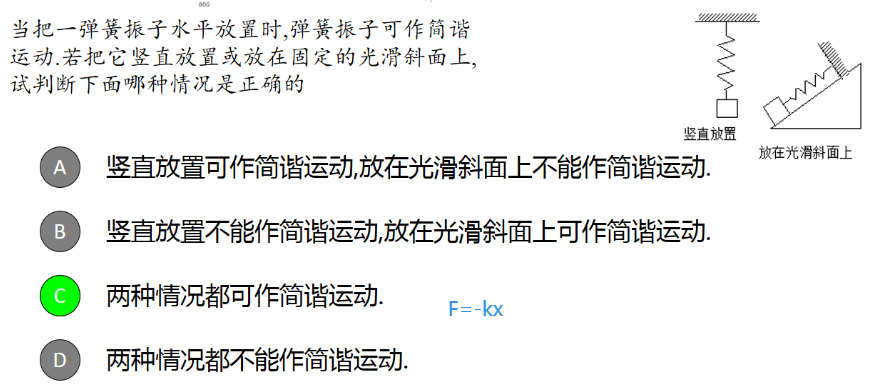 当把一弹簧振子水平放置时,弹簧振子可作简谐
运动.若把它竖直放置或放在固定的光滑斜面上,
试判断下面哪种情况是正确的
竖直放置
放在光滑斜面上
A 竖直放置可作简谐运动,放在光滑斜面上不能作简谐运动.
B 竖直放置不能作简谐运动,放在光滑斜面上可作简谐运动.
C 两种情况都可作简谐运动.
F=-kx
D 两种情况都不能作简谐运动.